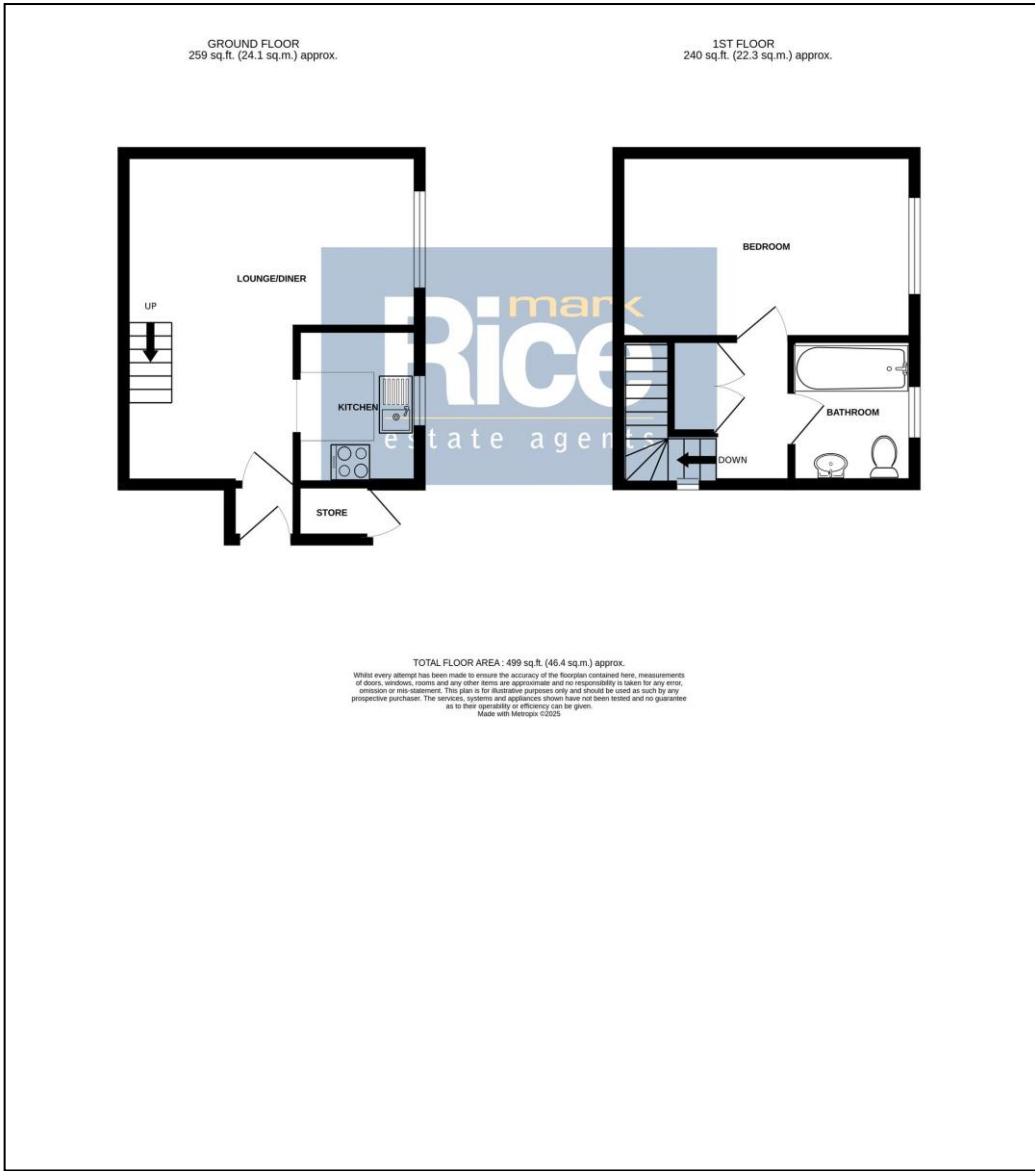 GROUND FLOOR
259 sq.ft. (24.1 sq.m.) approx.
1ST FLOOR
240 sq.ft. (22.3 sq.m.) approx.
LOUNGE/DINER
UP
KITCHEN
STORE
BEDROOM
BATHROOM
DOWN
mark
Rice
estate agents
TOTAL FLOOR AREA : 499 sq.ft. (46.4 sq.m.) approx.
Whilst every attempt has been made to ensure the accuracy of the floorplan contained here, measurements
of doors, windows, rooms and any other items are approximate and no responsibility is taken for any error,
omission or mis-statement. This plan is for illustrative purposes only and should be used as such by any
prospective purchaser. The services, systems and appliances shown have not been tested and no guarantee
as to their operability or efficiency can be given.
Made with Metropix ©2025